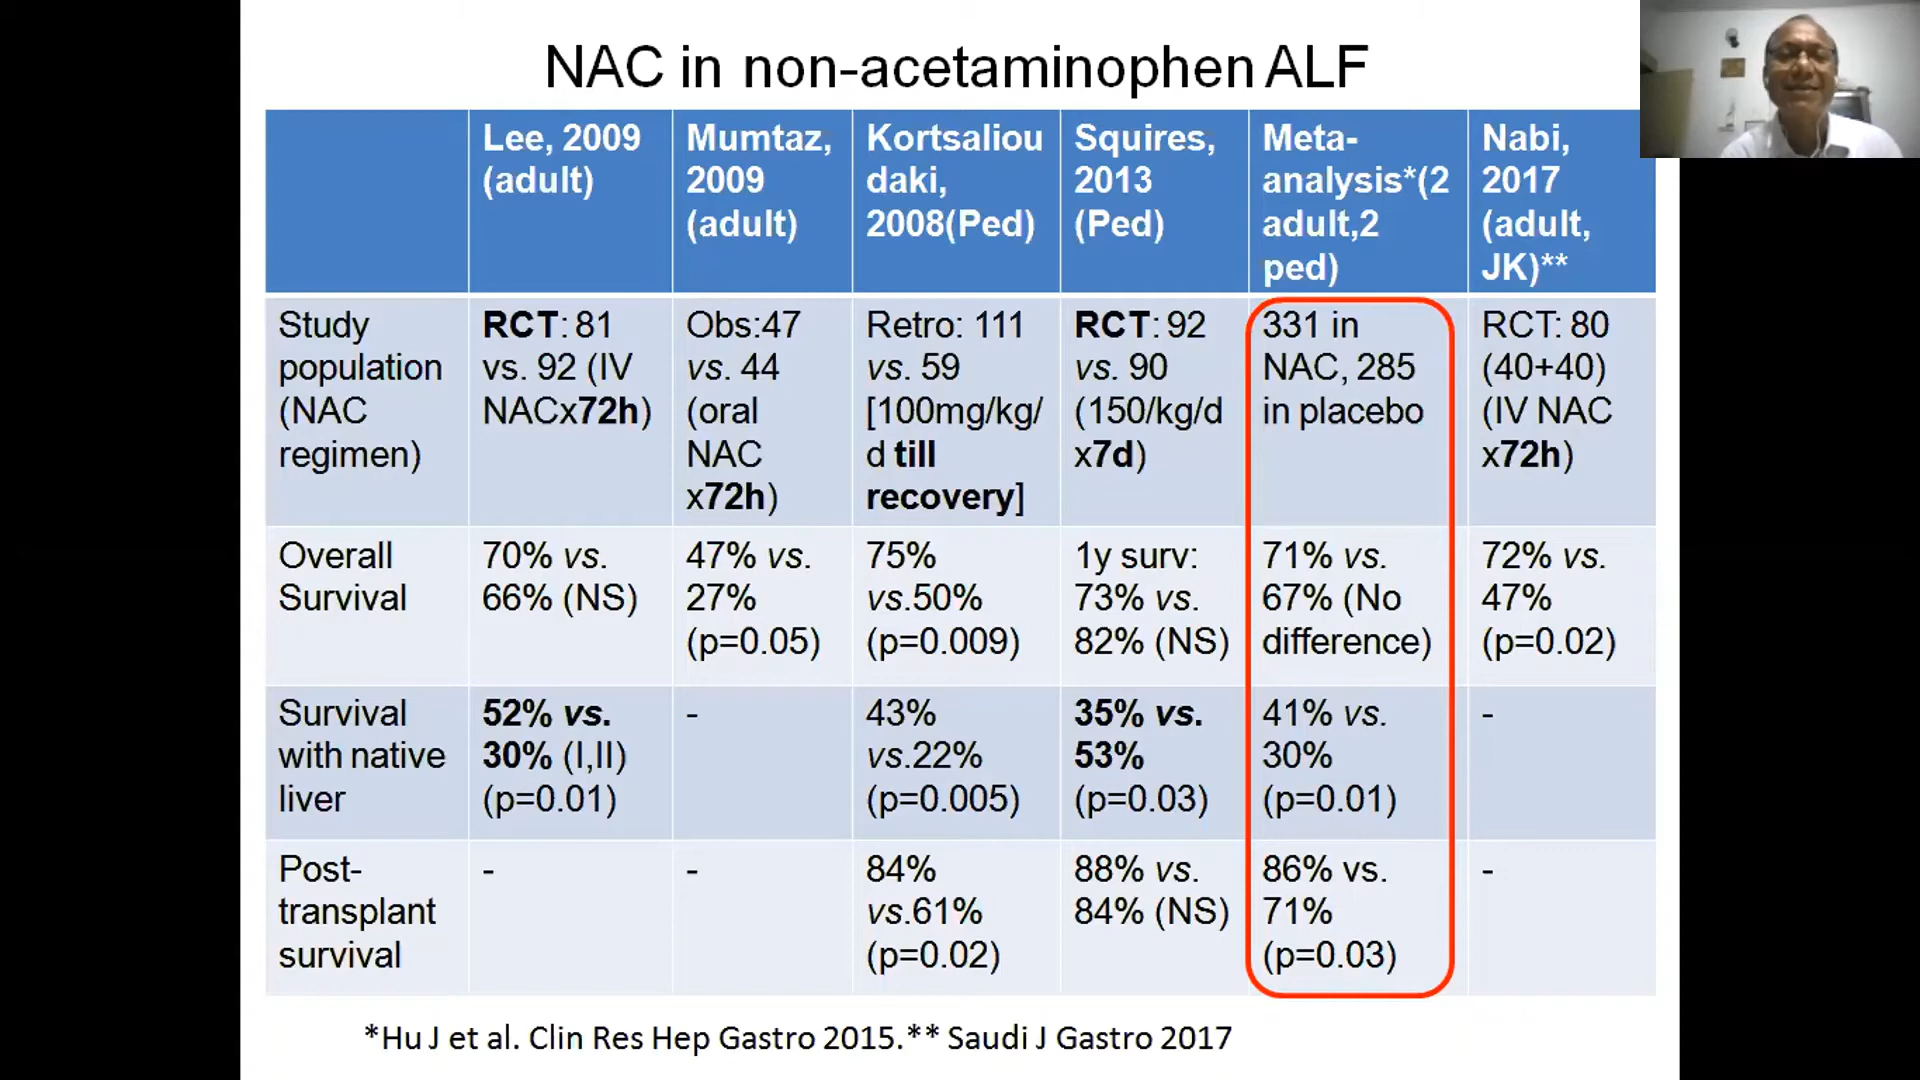 NAC in non-acetaminophen ALF
Lee, 2009
(adult)
Mumtaz,
2009
(adult)
Kortsaliou
daki,
2008(Ped)
Squires,
2013
(Ped)
Meta-
analysis*(2
adult,2
ped)
Nabi,
2017
(adult,
JK)**
Study
population
(NAC
regimen)
RCT: 81
vs. 92 (IV
NACx72h)
Obs:47
vs. 44
(oral
NAC
x72h)
Retro: 111
vs. 59
[100mg/kg/
d till
recovery]
RCT: 92
vs. 90
(150/kg/d
x7d)
331 in
NAC, 285
in placebo
RCT: 80
(40+40)
(IV NAC
x72h)
Overall
Survival
70% vs.
66% (NS)
47% vs.
27%
(p=0.05)
75%
vs.50%
(p=0.009)
1y surv:
73% vs.
82% (NS)
71% vs.
67% (No
difference)
72% vs.
47%
(p=0.02)
Survival
with native
liver
52% vs.
30% (I,II)
(p=0.01)
-
43%
vs.22%
(p=0.005)
35% vs.
53%
(p=0.03)
41% vs.
30%
(p=0.01)
-
Post-
transplant
survival
-
-
84%
vs.61%
(p=0.02)
88% vs.
84% (NS)
86% vs.
71%
(p=0.03)
-
*Hu J et al. Clin Res Hep Gastro 2015.** Saudi J Gastro 2017